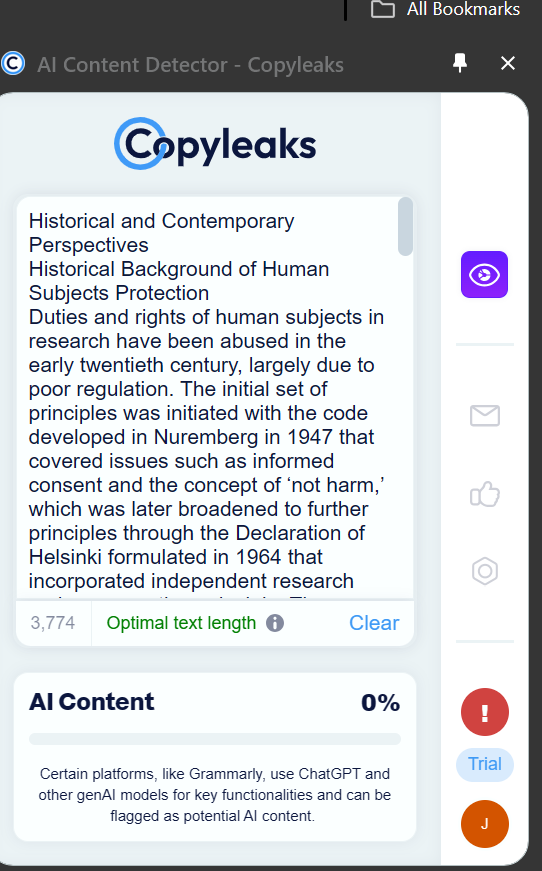 All Bookmarks
AI Content Detector - Copyleaks
Copyleaks
Historical and Contemporary
Perspectives
Historical Background of Human
Subjects Protection
Duties and rights of human subjects in
research have been abused in the
early twentieth century, largely due to
poor regulation. The initial set of
principles was initiated with the code
developed in Nuremberg in 1947 that
covered issues such as informed
consent and the concept of ‘not harm,’
which was later broadened to further
principles through the Declaration of
Helsinki formulated in 1964 that
incorporated independent research
3,774 Optimal text length Clear
AI Content 0%
Certain platforms, like Grammarly, use ChatGPT and
other genAI models for key functionalities and can be
flagged as potential AI content.
Trial
J